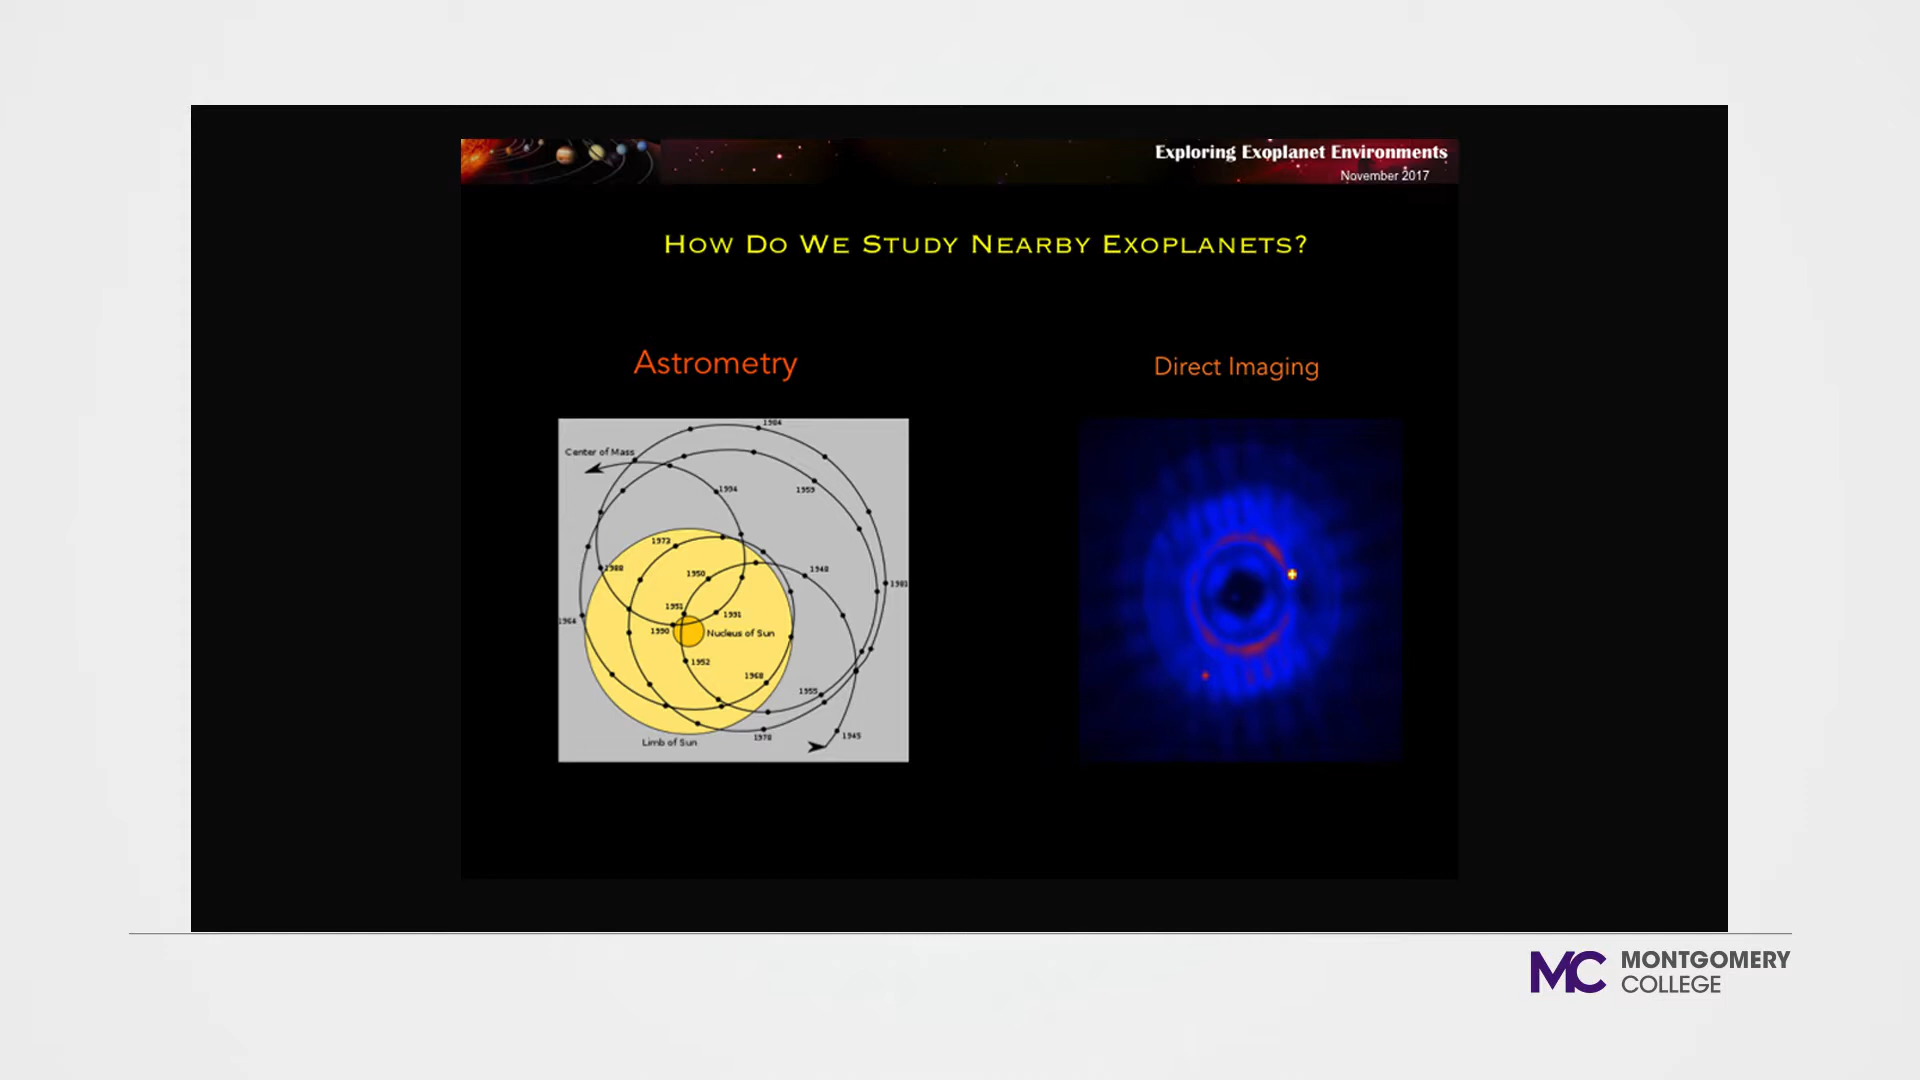 Exploring Exoplanet Environments
November 2017
How Do We Study Nearby Exoplanets?
Astrometry
Direct Imaging
1984
Center of Mass
1994
1959
1973
1988
1950
1948
1981
1951
1991
1964
1990
Nucleus of Sun
1952
1968
1955
1945
1978
Limb of Sun
MC MONTGOMERY
COLLEGE